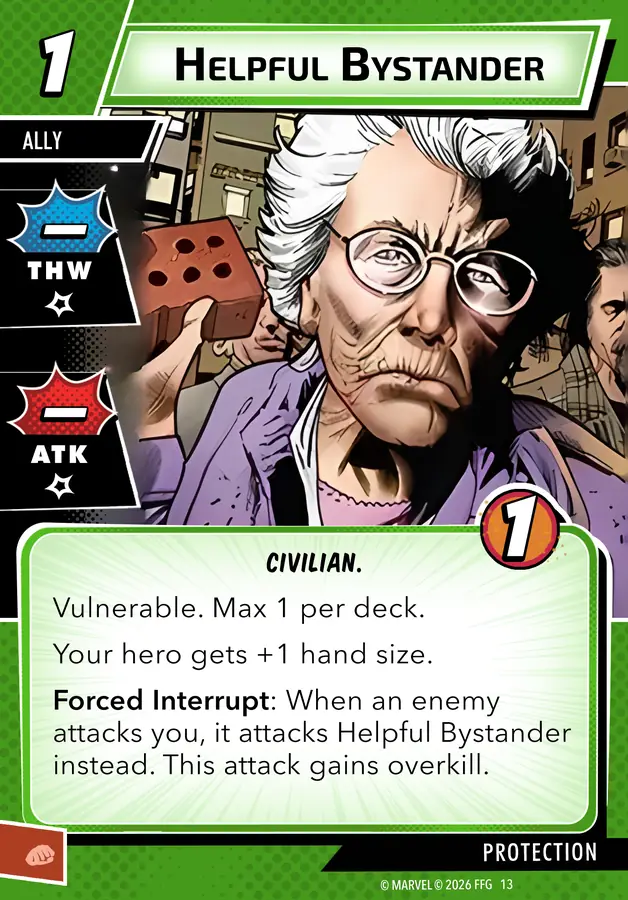 1
HELPFUL BYSTANDER
ALLY
—
THW
—
ATK
1
CIVILIAN.
Vulnerable. Max 1 per deck.
Your hero gets +1 hand size.
Forced Interrupt: When an enemy
attacks you, it attacks Helpful Bystander
instead. This attack gains overkill.
PROTECTION
© MARVEL © 2026 FFG 13